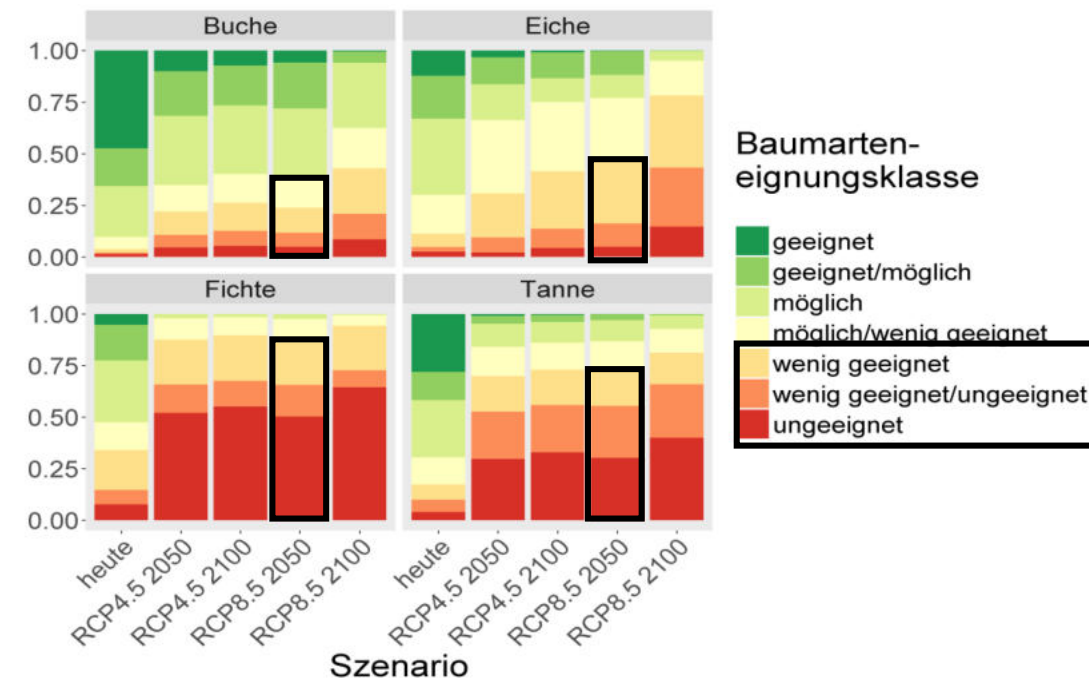 Buche
Eiche
1.00
0.75
0.50
0.25
0.00
Fichte
Tanne
1.00
0.75
0.50
0.25
0.00
heute
RCP4.5 2050
RCP4.5 2100
RCP8.5 2050
RCP8.5 2100
heute
RCP4.5 2050
RCP4.5 2100
RCP8.5 2050
RCP8.5 2100
Szenario
Baumarten-
eignungsklasse
geeignet
geeignet/möglich
möglich
möglich/wenig geeignet
wenig geeignet
wenig geeignet/ungeeignet
ungeeignet